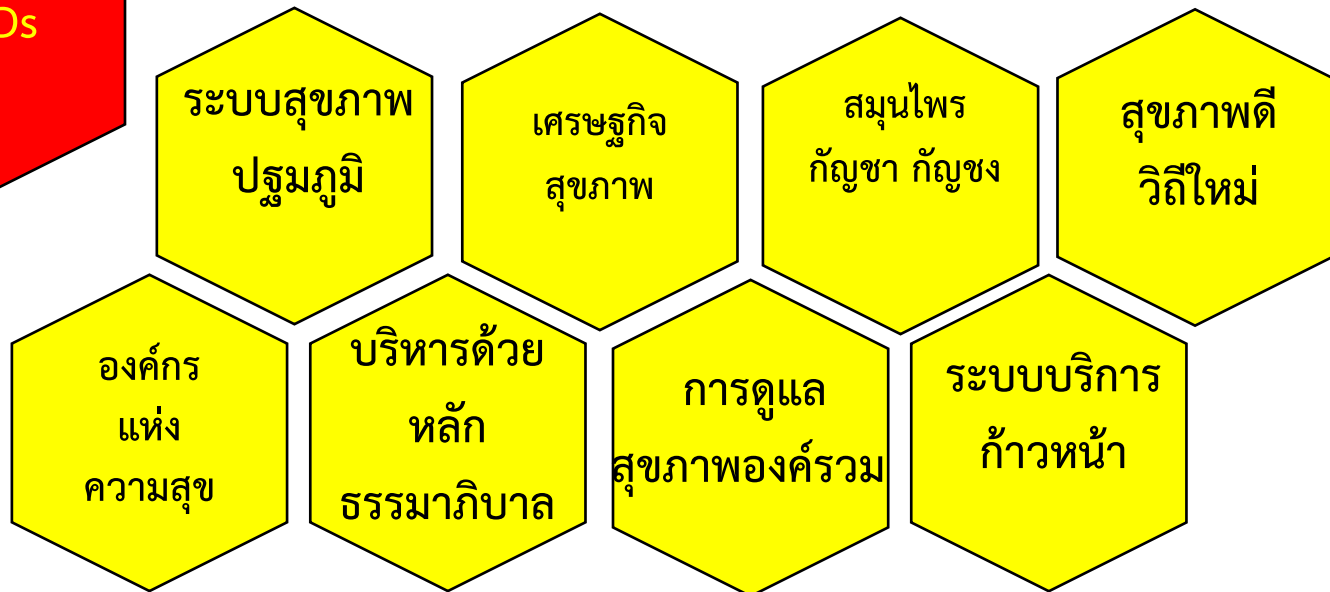 Ds
ระบบสุขภาพ
ปฐมภูมิ
เศรษฐกิจ
สุขภาพ
สมุนไพร
กัญชา กัญชง
สุขภาพดี
วิถีใหม่
องค์กร
แห่ง
ความสุข
บริหารด้วย
หลัก
ธรรมาภิบาล
การดูแล
สุขภาพองค์รวม
ระบบบริการ
ก้าวหน้า